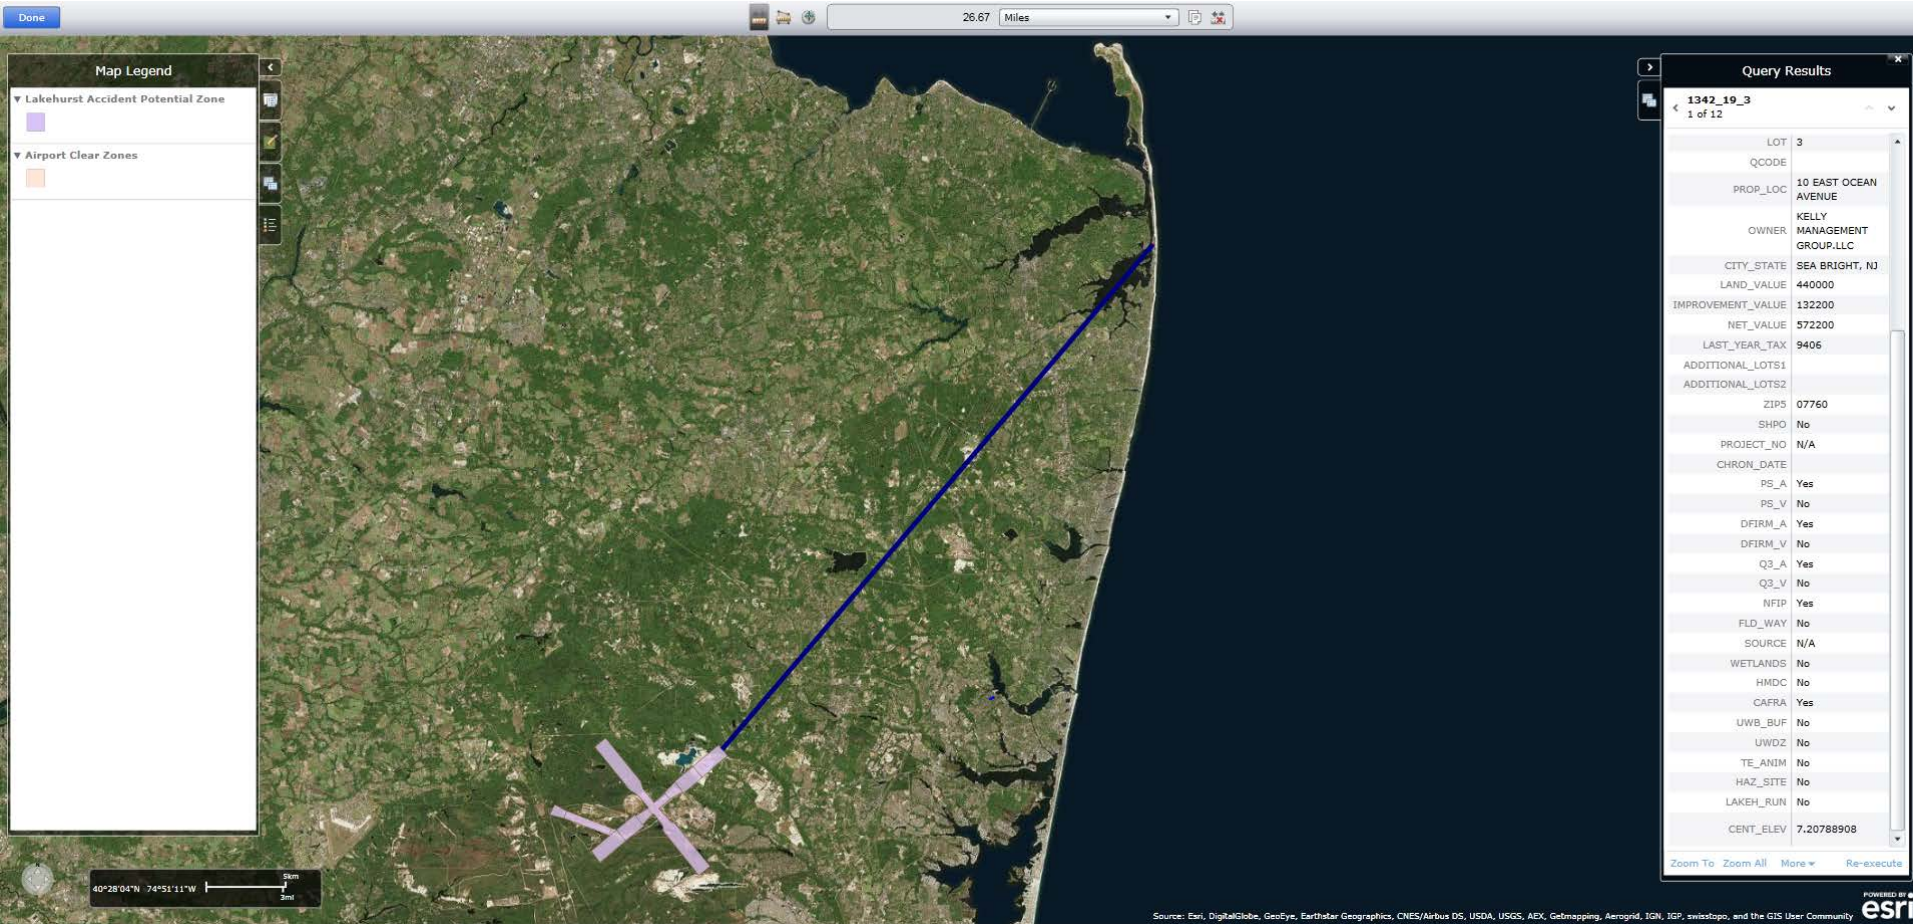 Done
26.67 Miles
Map Legend
Lakehurst Accident Potential Zone
Airport Clear Zones
Query Results
1342_19_3
1 of 12
LOT 3
QCODE
PROP_LOC 10 EAST OCEAN
AVENUE
OWNER KELLY
MANAGEMENT
GROUP.LLC
CITY_STATE SEA BRIGHT, NJ
LAND_VALUE 440000
IMPROVEMENT_VALUE 132200
NET_VALUE 572200
LAST_YEAR_TAX 9406
ADDITIONAL_LOTS1
ADDITIONAL_LOTS2
ZIP5 07760
SHPO No
PROJECT_NO N/A
CHRON_DATE
PS_A Yes
PS_V No
DFIRM_A Yes
DFIRM_V No
Q3_A Yes
Q3_V No
NFIP Yes
FLD_WAY No
SOURCE N/A
WETLANDS No
HMDC No
CAFRA Yes
UWB_BUF No
UWDZ No
TE_ANIM No
HAZ_SITE No
LAKEH_RUN No
CENT_ELEV 7.20788908
Zoom To Zoom All More Re-execute
40°28'04"N 74°51'11"W 5km
3mi
POWERED BY
esri
Source: Esri, DigitalGlobe, GeoEye, Earthstar Geographics, CNES/Airbus DS, USDA, USGS, AEX, Getmapping, Aerogrid, IGN, IGP, swisstopo, and the GIS User Community